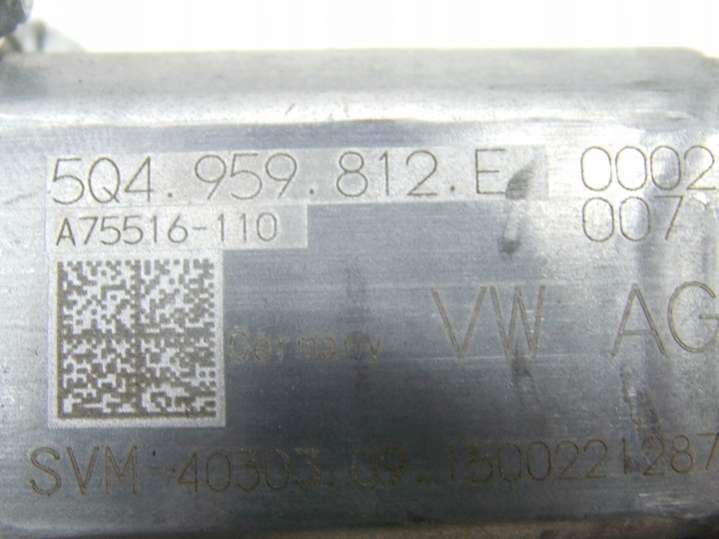 5Q4.959.812.E 0002
A75516-110 007
Germany VW AG
SVM-40303.09.1500221287